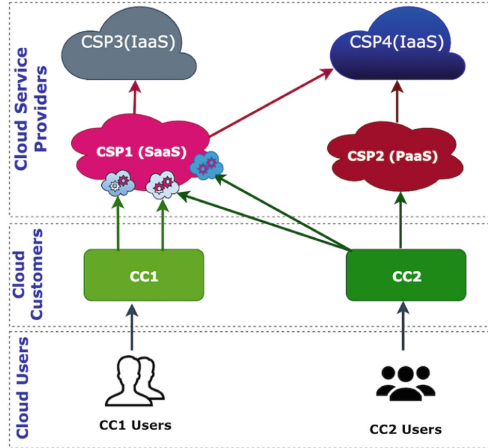 CSP3(IaaS)
CSP4(IaaS)
Cloud Service
Providers
CSP1 (SaaS)
CSP2 (PaaS)
Cloud
Customers
CC1
CC2
Cloud Users
CC1 Users
CC2 Users